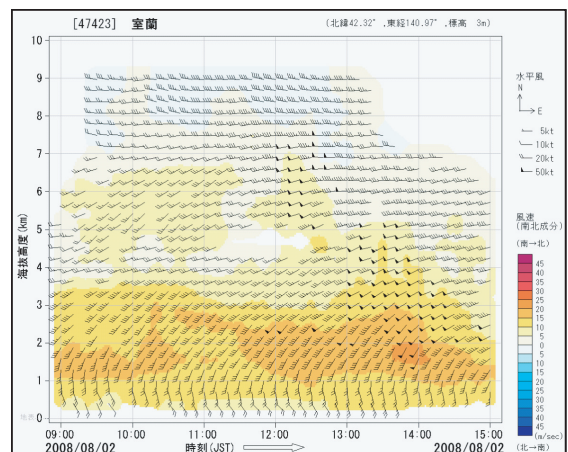 [47423] 室蘭 (北緯42.32°,東経140.97°,標高 3m)
10
9
8
7
6
5
4
3
2
1
0
海抜高度(km)
地表
09:00 10:00 11:00 12:00 13:00 14:00 15:00
2008/08/02 時刻(JST) 2008/08/02
水平風
N
E
5kt
10kt
20kt
50kt
風速
(南北成分)
(南→北)
45
40
35
30
25
20
15
10
5
0
5
10
15
20
25
30
35
40
45
(m/sec)
(北→南)